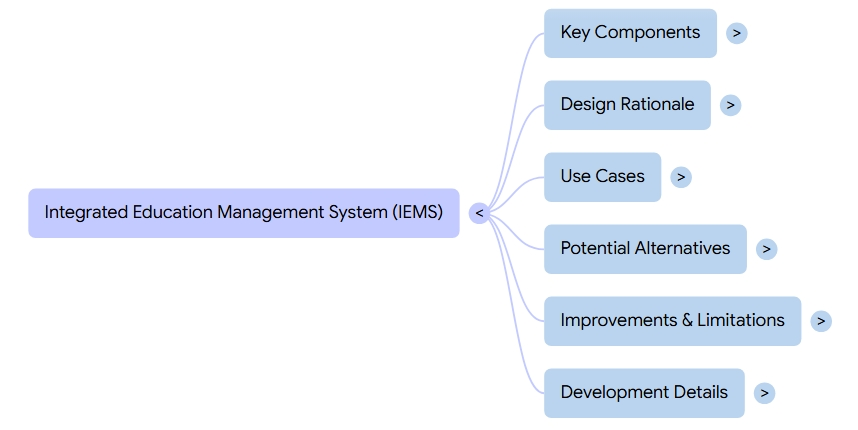 Key Components >
Design Rationale >
Use Cases >
Integrated Education Management System (IEMS) <
Potential Alternatives >
Improvements & Limitations >
Development Details >